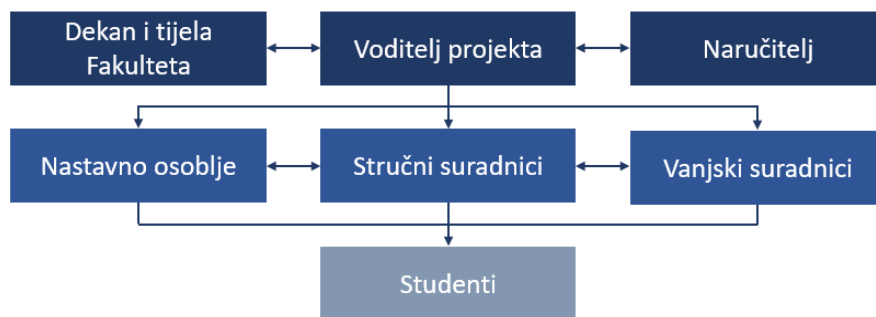 Dekan i tijela
Fakulteta
Voditelj projekta
Naručitelj
Nastavno osoblje
Stručni suradnici
Vanjski suradnici
Studenti